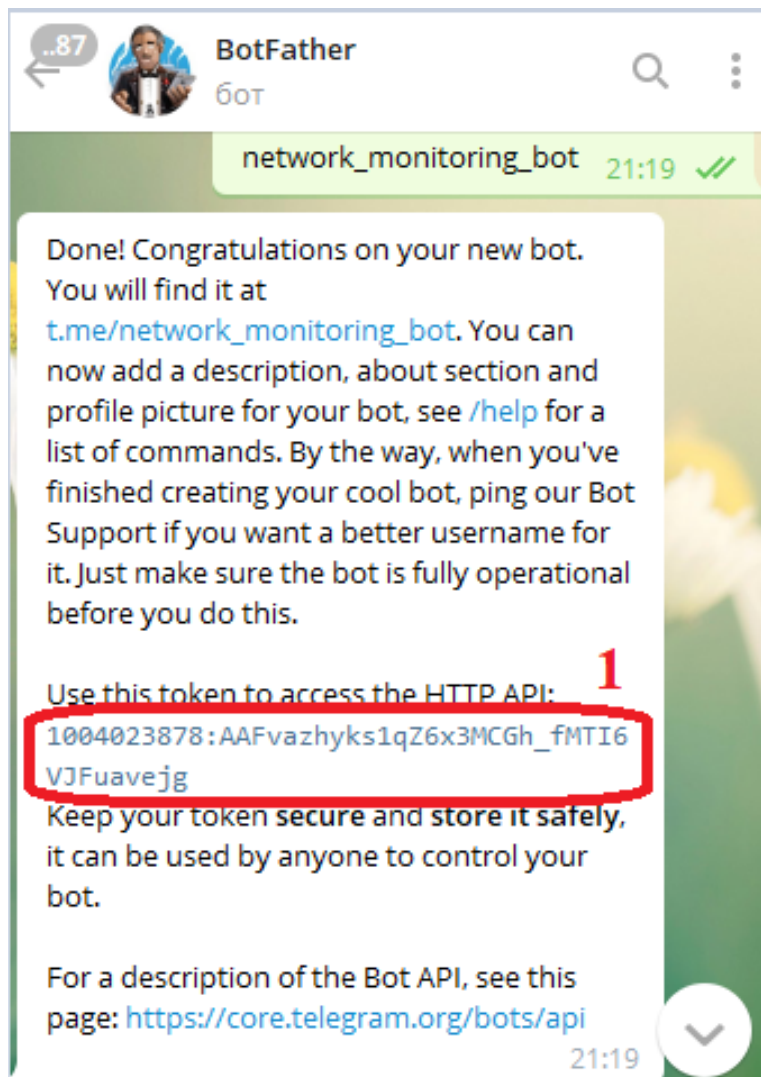 ..87
BotFather
бот
network_monitoring_bot 21:19
Done! Congratulations on your new bot.
You will find it at
t.me/network_monitoring_bot. You can
now add a description, about section and
profile picture for your bot, see /help for a
list of commands. By the way, when you've
finished creating your cool bot, ping our Bot
Support if you want a better username for
it. Just make sure the bot is fully operational
before you do this.
1
Use this token to access the HTTP API:
1004023878:AAFvazhyks1qZ6x3MCGh_fMTI6
VJFuavejg
Keep your token secure and store it safely,
it can be used by anyone to control your
bot.
For a description of the Bot API, see this
page: https://core.telegram.org/bots/api
21:19